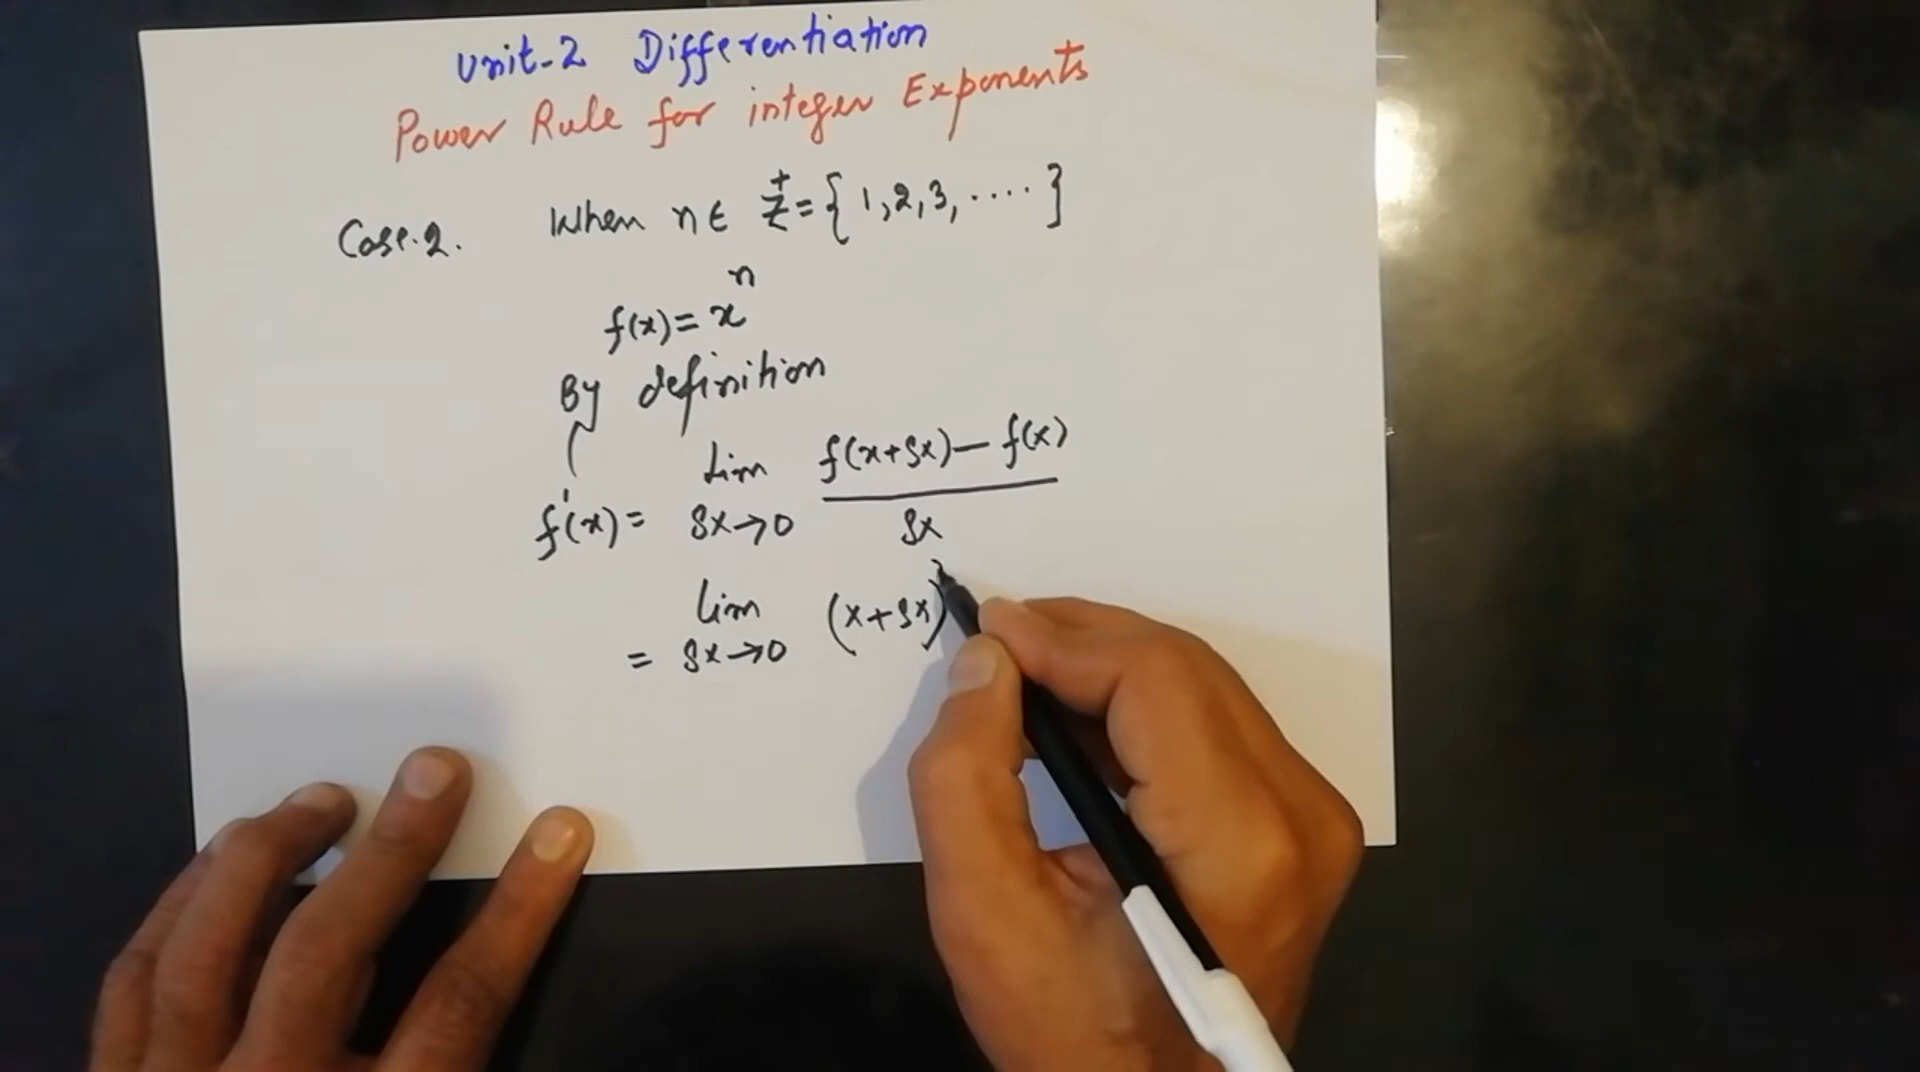 Unit-2 Differentiation
Power Rule for integer Exponents
Case.2. When n ∈ Z⁺ = { 1, 2, 3, ..... }
f(x) = xⁿ
By definition
f'(x) = Lim δx→0 f(x+δx) — f(x) / δx
= Lim δx→0 (x+δx)